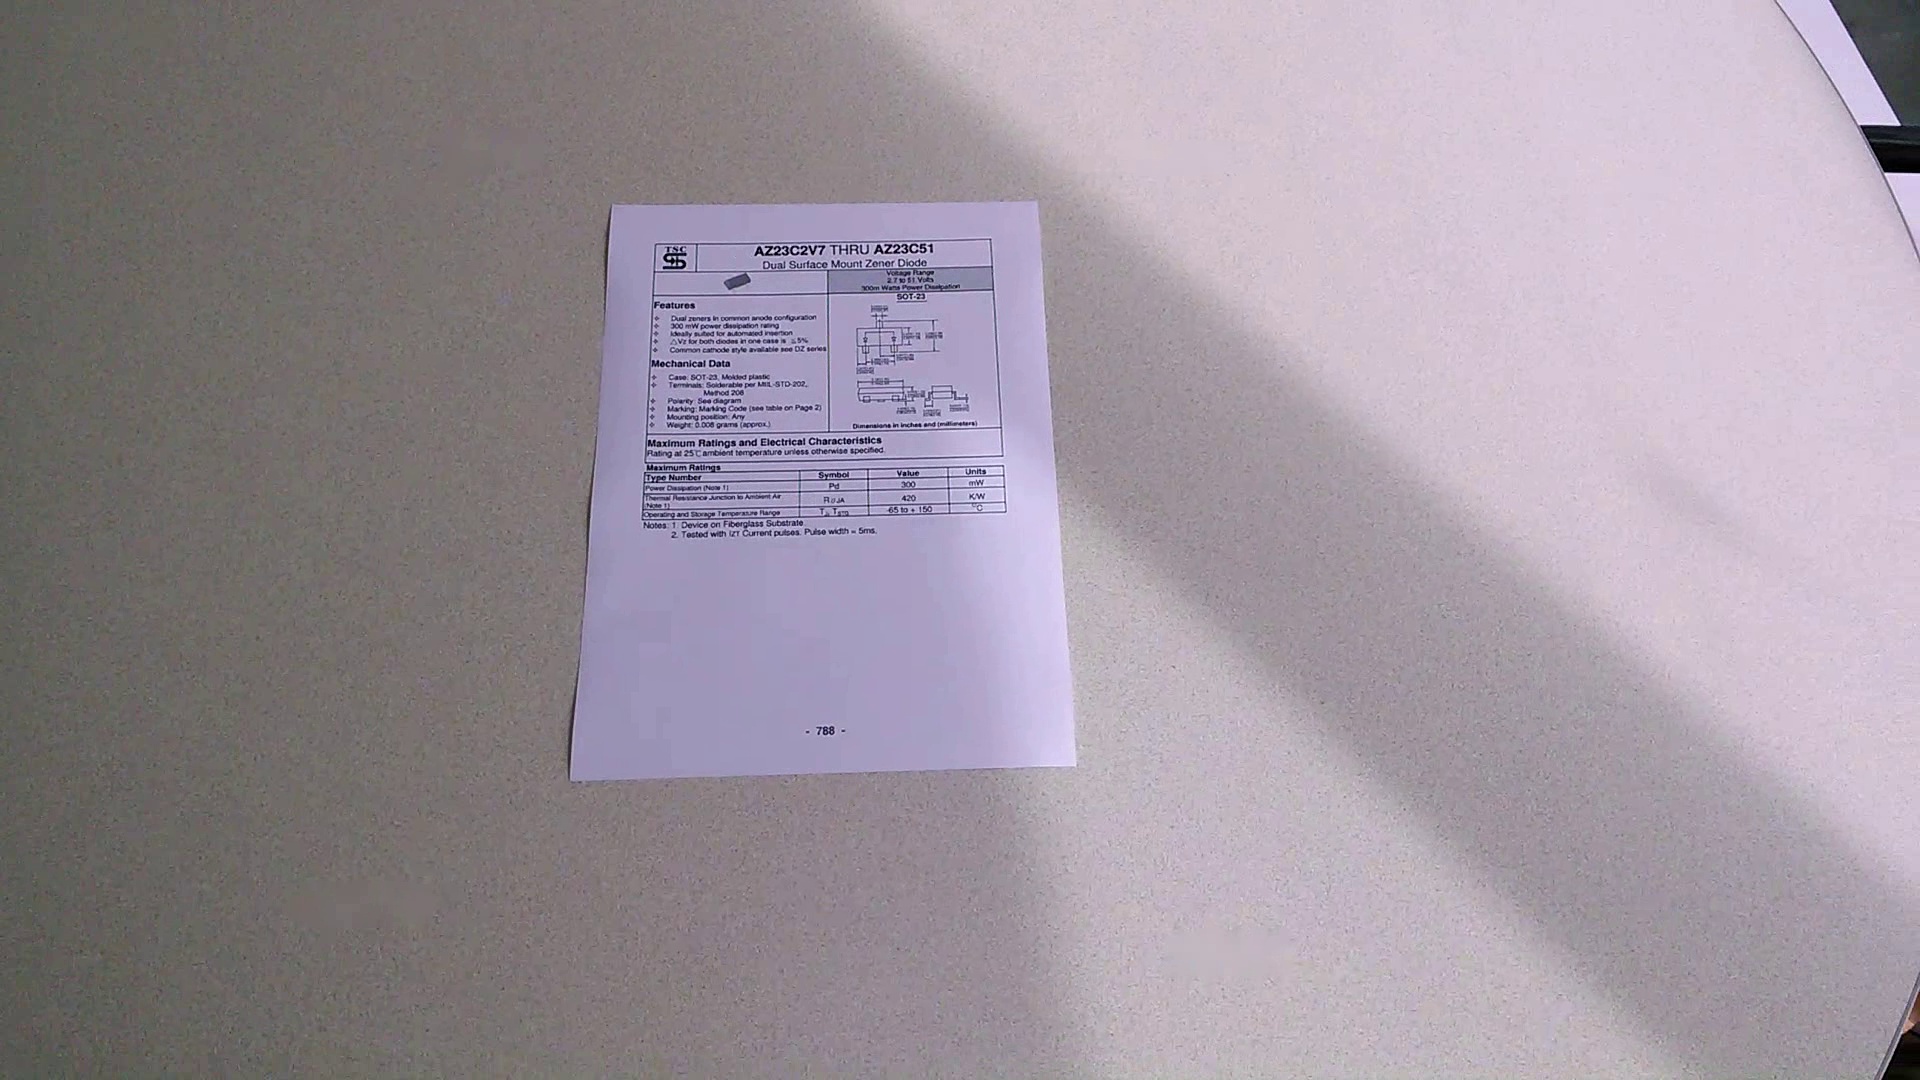 TSC
AZ23C2V7 THRU AZ23C51
Dual Surface Mount Zener Diode
Voltage Range
2.7 to 51 Volts
300m Watts Power Dissipation
SOT-23
Features
Dual zeners in common anode configuration
300 mW power dissipation rating
Ideally suited for automated insertion
△Vz for both diodes in one case is ≦5%
Common cathode style available see DZ series
Mechanical Data
Case: SOT-23, Molded plastic
Terminals: Solderable per MIL-STD-202,
Method 208
Polarity: See diagram
Marking: Marking Code (see table on Page 2)
Mounting position: Any
Weight: 0.008 grams (approx.)
Dimensions in inches and (millimeters)
Maximum Ratings and Electrical Characteristics
Rating at 25℃ ambient temperature unless otherwise specified.
Maximum Ratings
Type Number Symbol Value Units
Power Dissipation (Note 1) Pd 300 mW
Thermal Resistance Junction to Ambient Air (Note 1) RθJA 420 K/W
Operating and Storage Temperature Range TJ, TSTG -65 to + 150 °C
Notes: 1. Device on Fiberglass Substrate.
2. Tested with IZT Current pulses. Pulse width = 5ms.
- 788 -